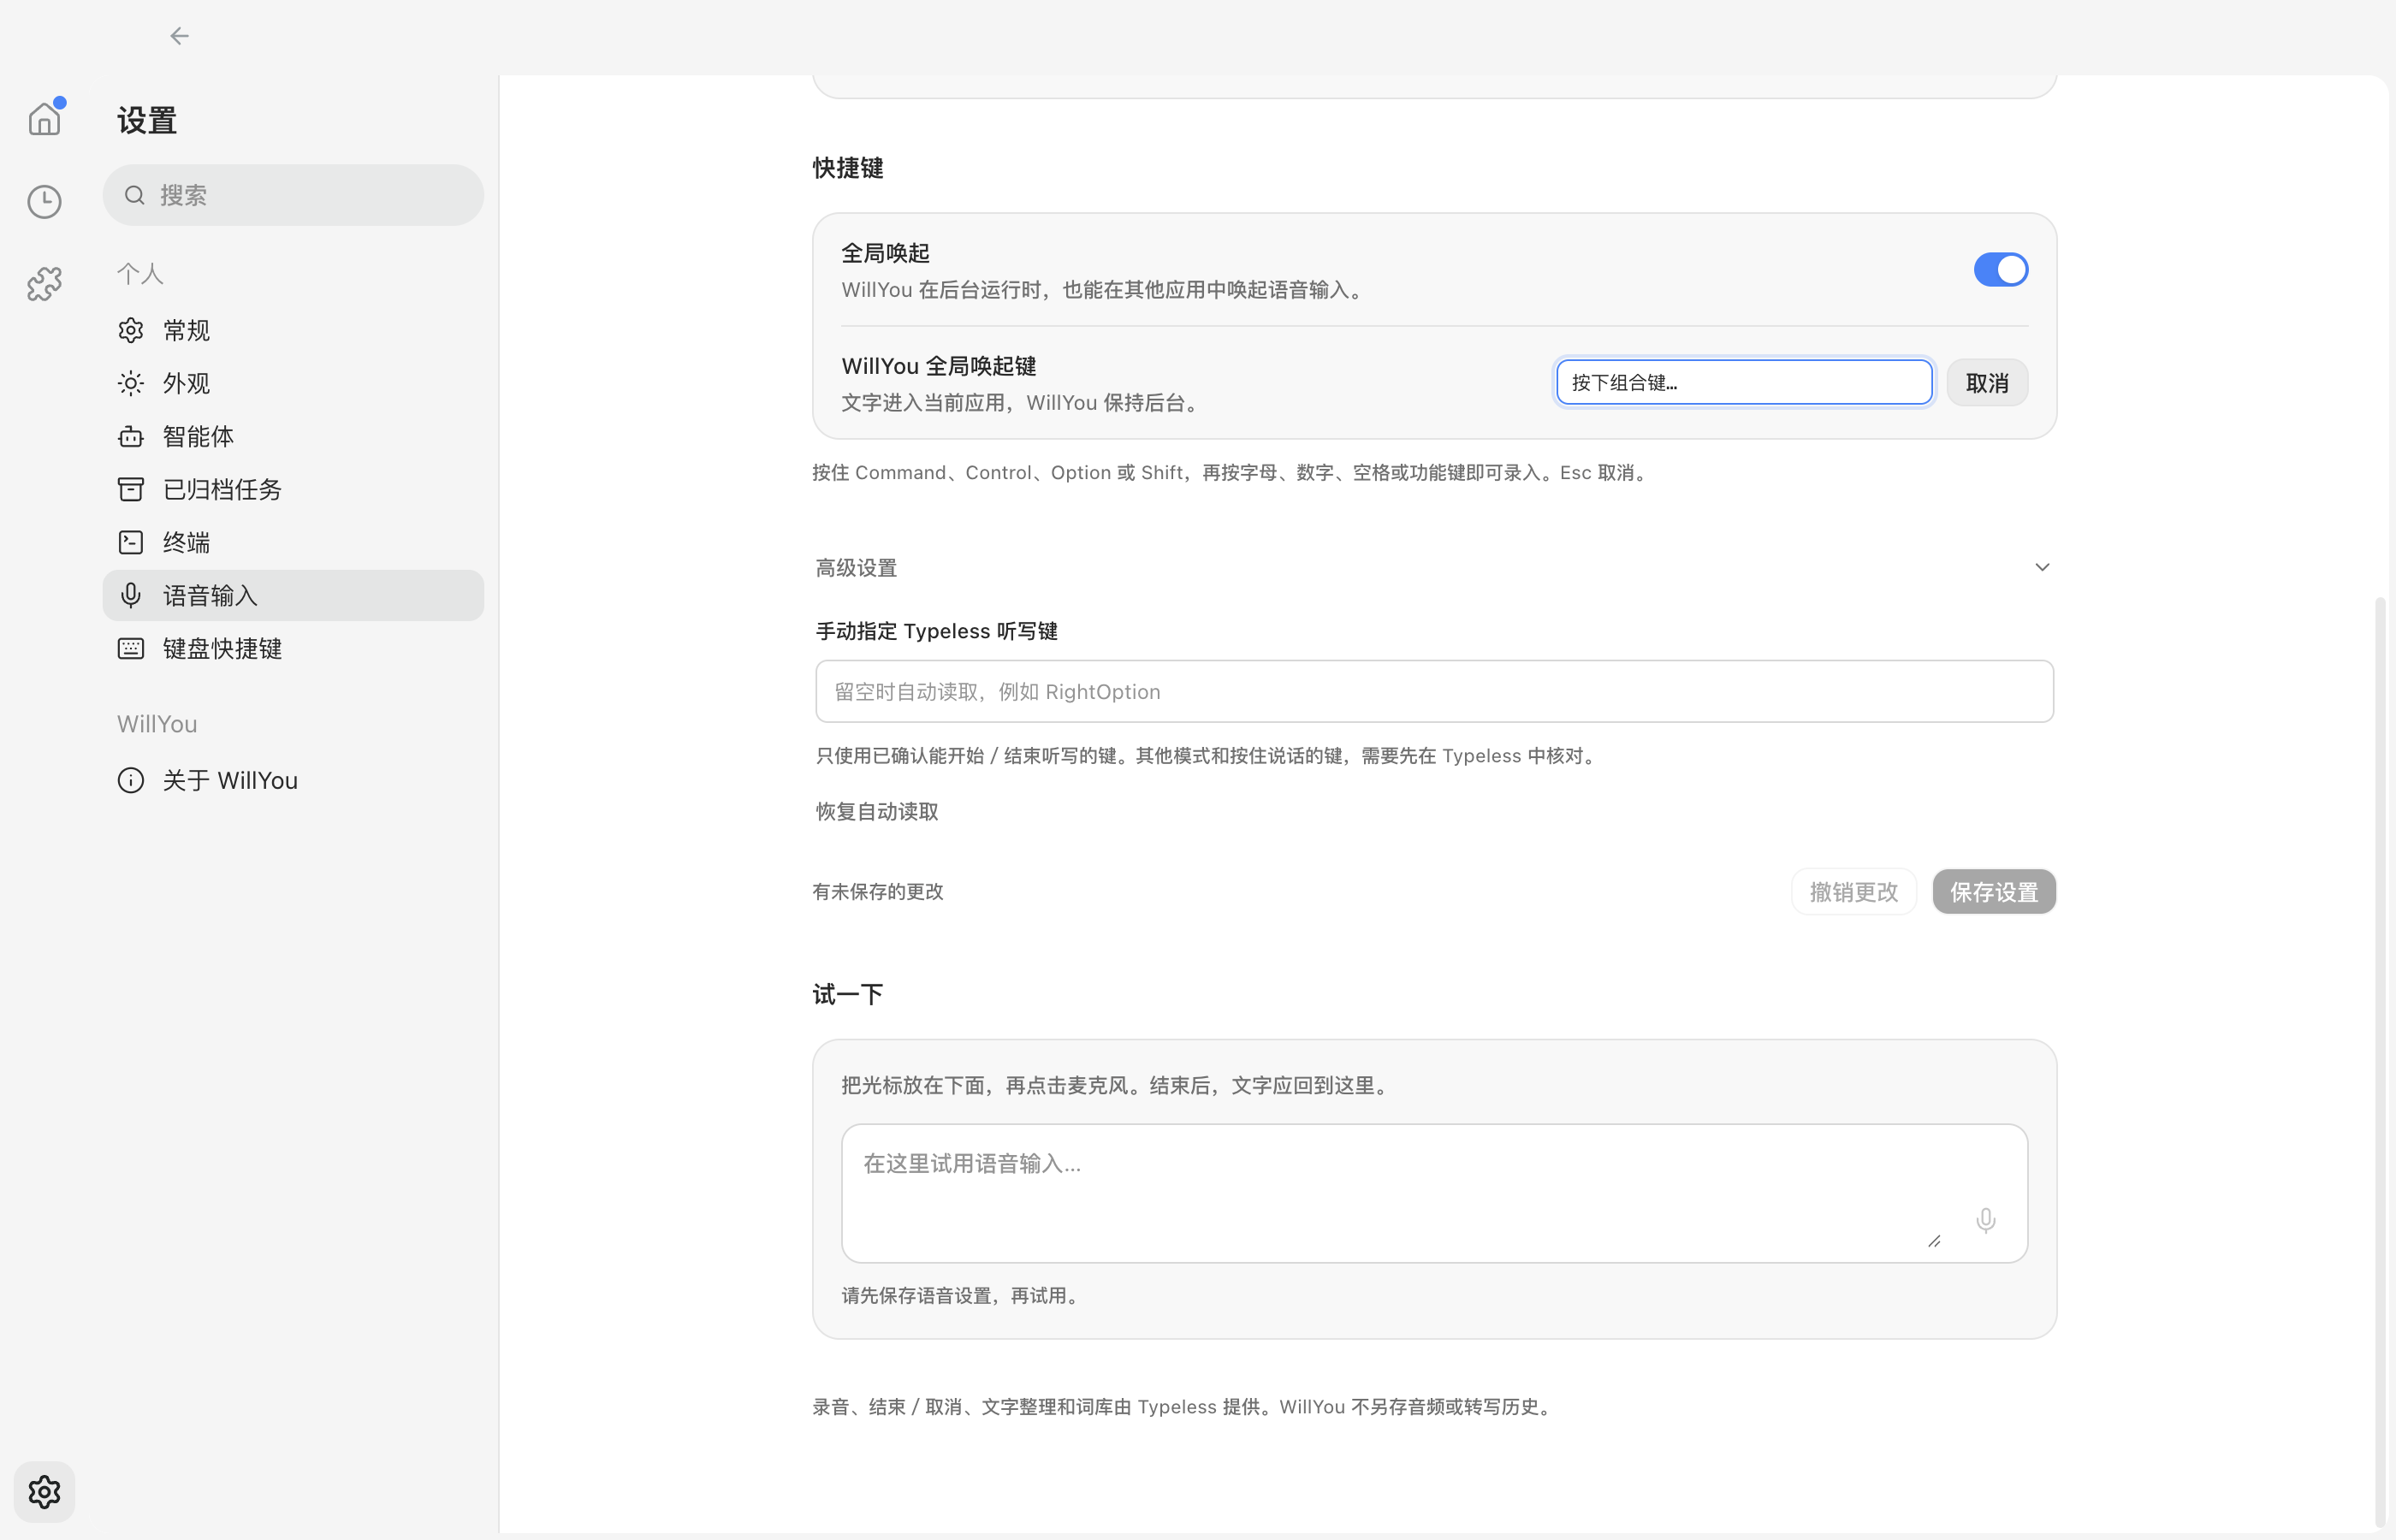 设置
搜索
个人
常规
外观
智能体
已归档任务
终端
语音输入
键盘快捷键
WillYou
关于 WillYou
快捷键
全局唤起
WillYou 在后台运行时，也能在其他应用中唤起语音输入。
WillYou 全局唤起键
文字进入当前应用，WillYou 保持后台。
按下组合键...
取消
按住 Command、Control、Option 或 Shift，再按字母、数字、空格或功能键即可录入。Esc 取消。
高级设置
手动指定 Typeless 听写键
留空时自动读取，例如 RightOption
只使用已确认能开始 / 结束听写的键。其他模式和按住说话的键，需要先在 Typeless 中核对。
恢复自动读取
有未保存的更改
撤销更改
保存设置
试一下
把光标放在下面，再点击麦克风。结束后，文字应回到这里。
在这里试用语音输入...
请先保存语音设置，再试用。
录音、结束 / 取消、文字整理和词库由 Typeless 提供。WillYou 不另存音频或转写历史。